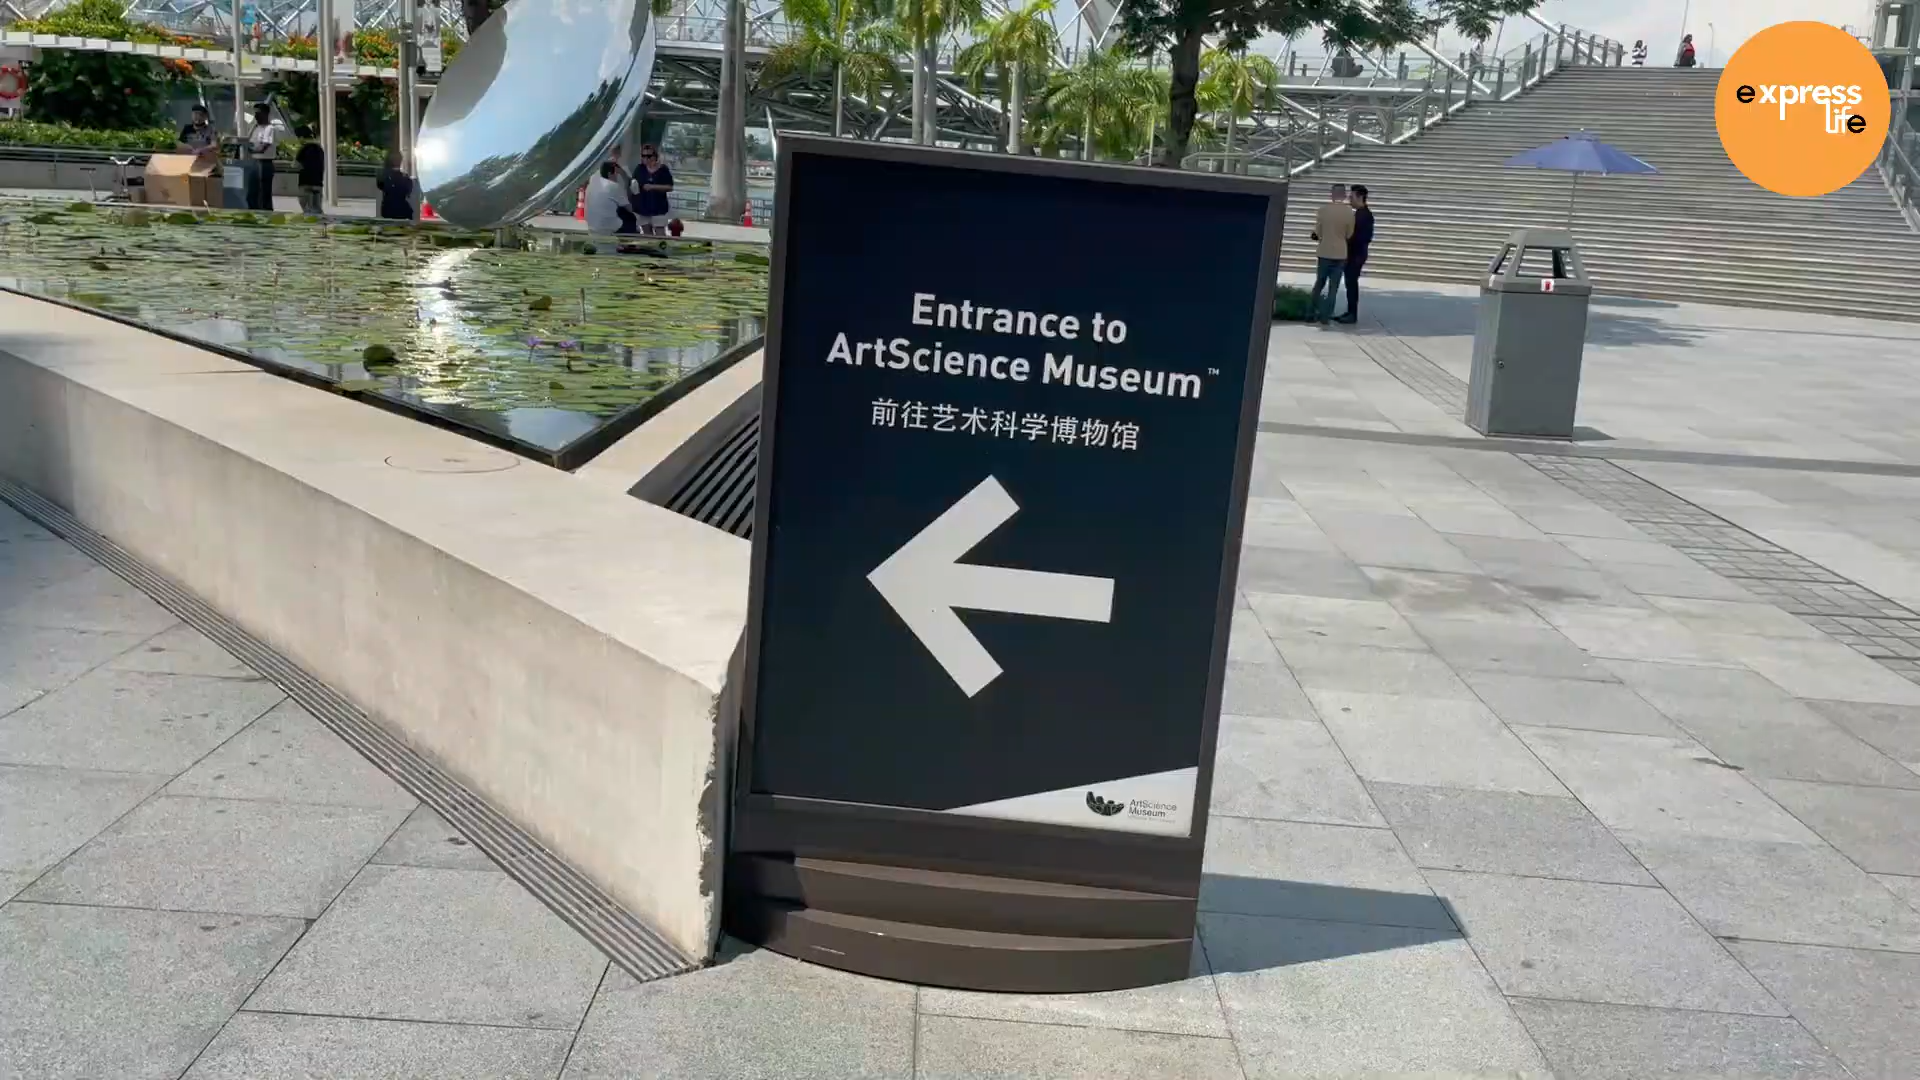 express
life
Entrance to
ArtScience Museum™
前往艺术科学博物馆
ArtScience
Museum